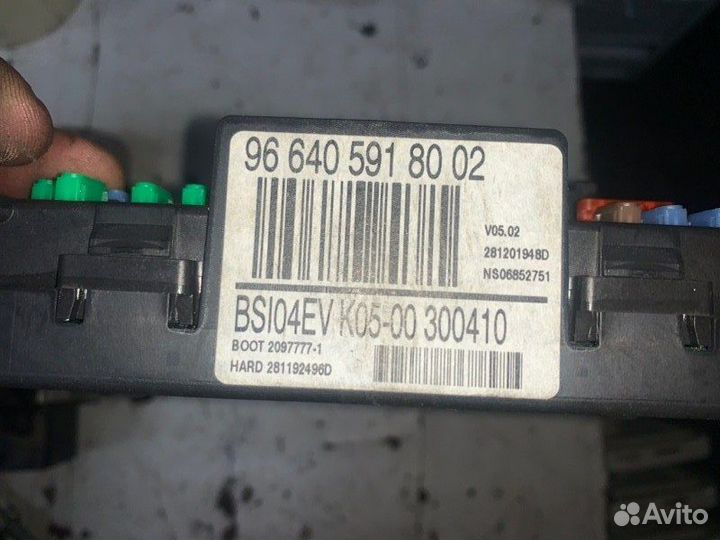 96 640 591 80 02
V05.02
281201948D
NS06852751
BSI04EV K05-00 300410
BOOT 2097777-1
HARD 281192496D
Avito